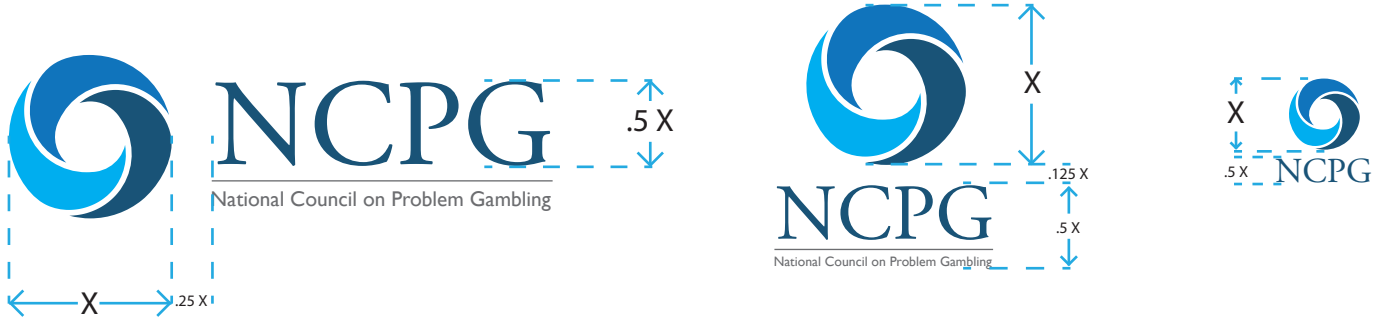 NCPG
National Council on Problem Gambling
.5 X
X
.25 X
X
.125 X
NCPG
National Council on Problem Gambling
.5 X
X
.5 X
NCPG